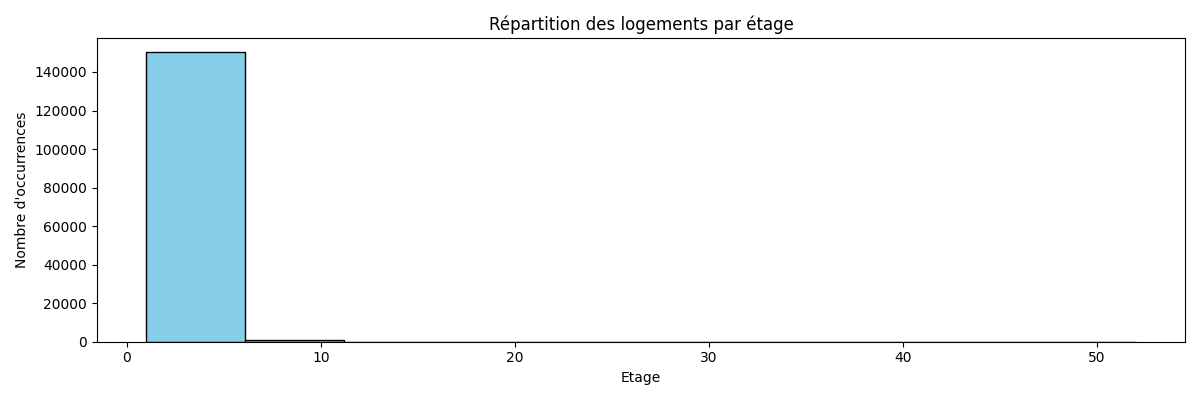 Répartition des logements par étage
Nombre d'occurrences
140000
120000
100000
80000
60000
40000
20000
0
0 10 20 30 40 50
Etage